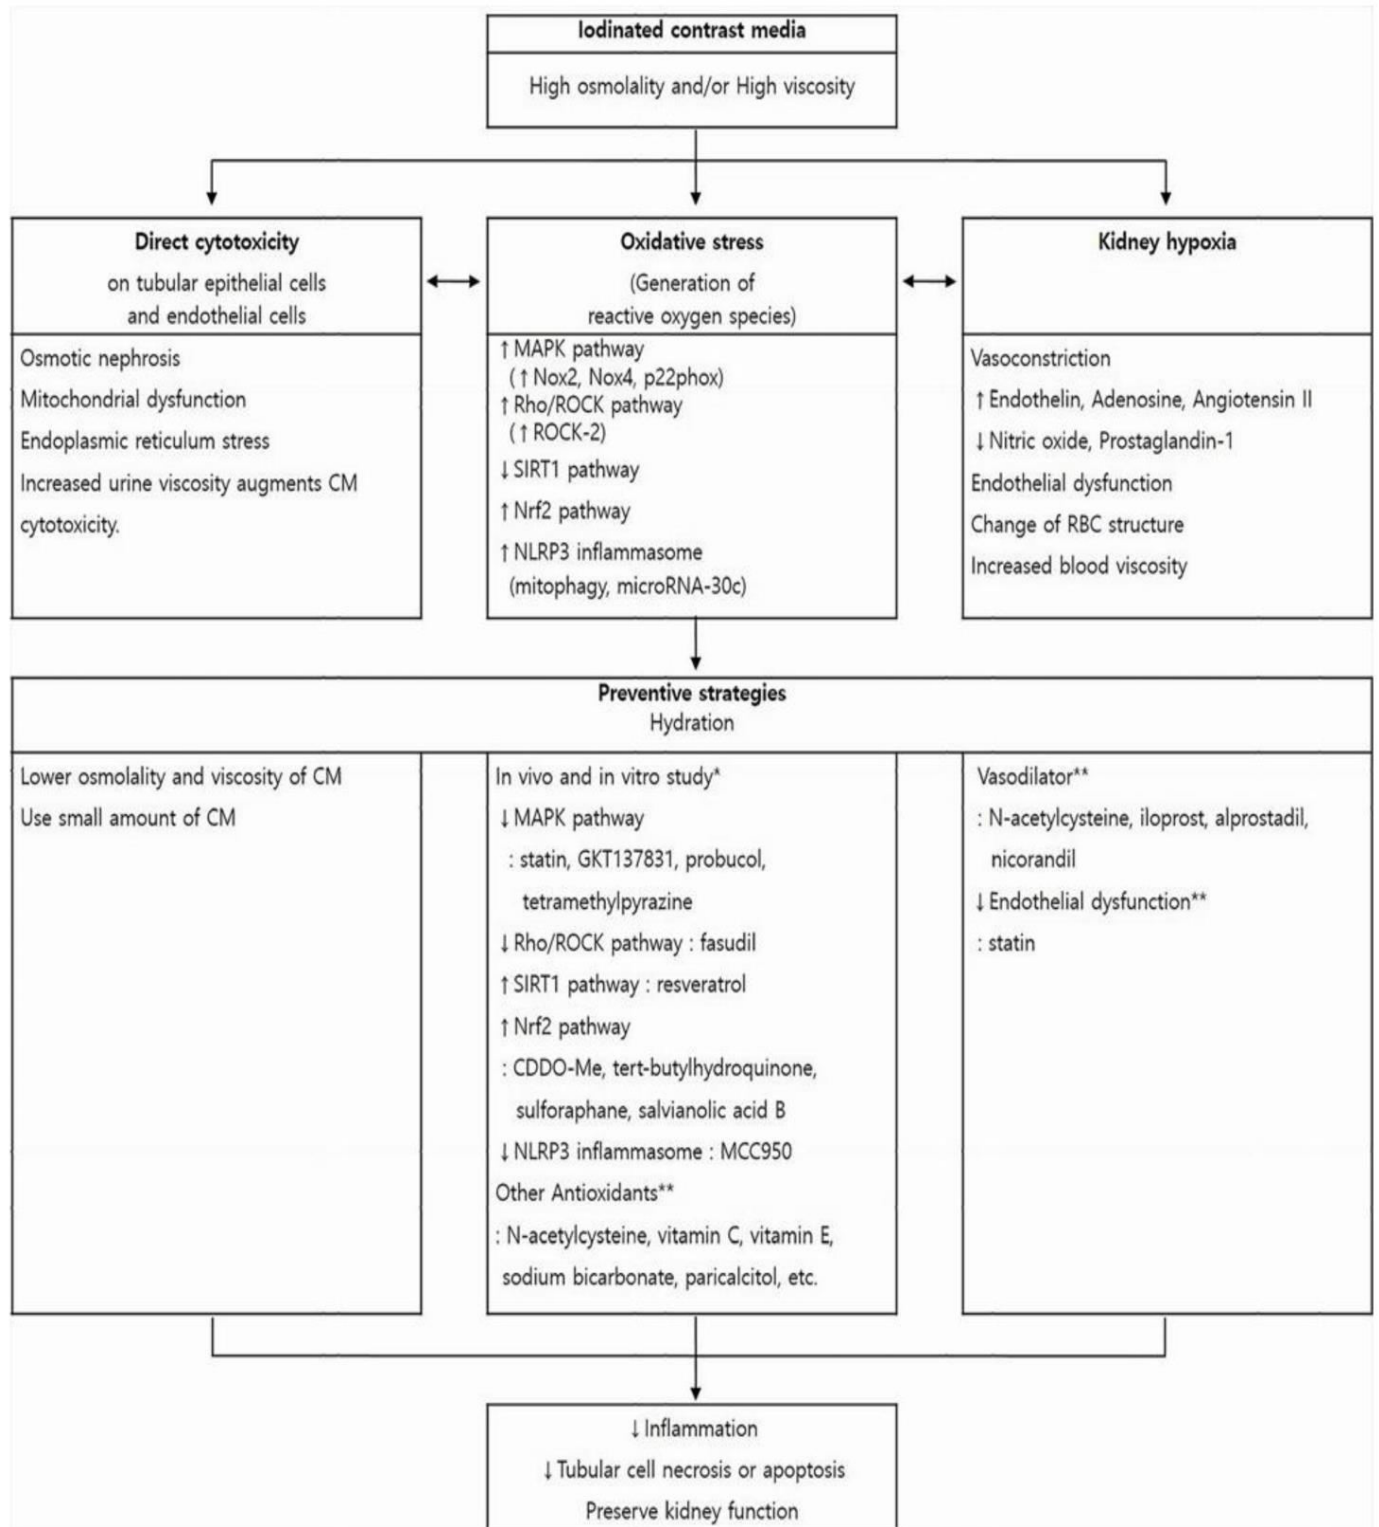 Iodinated contrast media
High osmolality and/or High viscosity
Direct cytotoxicity
on tubular epithelial cells
and endothelial cells
Osmotic nephrosis
Mitochondrial dysfunction
Endoplasmic reticulum stress
Increased urine viscosity augments CM
cytotoxicity.
Oxidative stress
(Generation of
reactive oxygen species)
↑MAPK pathway
(↑Nox2, Nox4, p22phox)
↑Rho/ROCK pathway
(↑ROCK-2)
↓SIRT1 pathway
↑Nrf2 pathway
↑NLRP3 inflammasome
(mitophagy, microRNA-30c)
Kidney hypoxia
Vasoconstriction
↑Endothelin, Adenosine, Angiotensin II
↓Nitric oxide, Prostaglandin-1
Endothelial dysfunction
Change of RBC structure
Increased blood viscosity
Preventive strategies
Hydration
Lower osmolality and viscosity of CM
Use small amount of CM
In vivo and in vitro study*
↓MAPK pathway
: statin, GKT137831, probucol,
tetramethylpyrazine
↓Rho/ROCK pathway : fasudil
↑SIRT1 pathway : resveratrol
↑Nrf2 pathway
: CDDO-Me, tert-butylhydroquinone,
sulforaphane, salvianolic acid B
↓NLRP3 inflammasome : MCC950
Other Antioxidants**
: N-acetylcysteine, vitamin C, vitamin E,
sodium bicarbonate, paricalcitol, etc.
Vasodilator**
: N-acetylcysteine, iloprost, alprostadil,
nicorandil
↓Endothelial dysfunction**
: statin
↓Inflammation
↓Tubular cell necrosis or apoptosis
Preserve kidney function